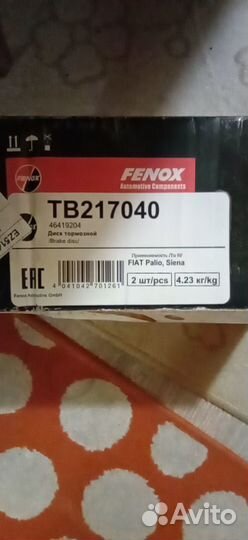 FENOX
FENOX
Automotive Components
TB217040
46419204
Диск тормозной
/Brake disc/
Применяемость /To fit/
FIAT Palio, Siena
EAC
4 041042 701261
2 шт/pcs
4.23 кг/kg
Fenox Automotive GmbH
Avito